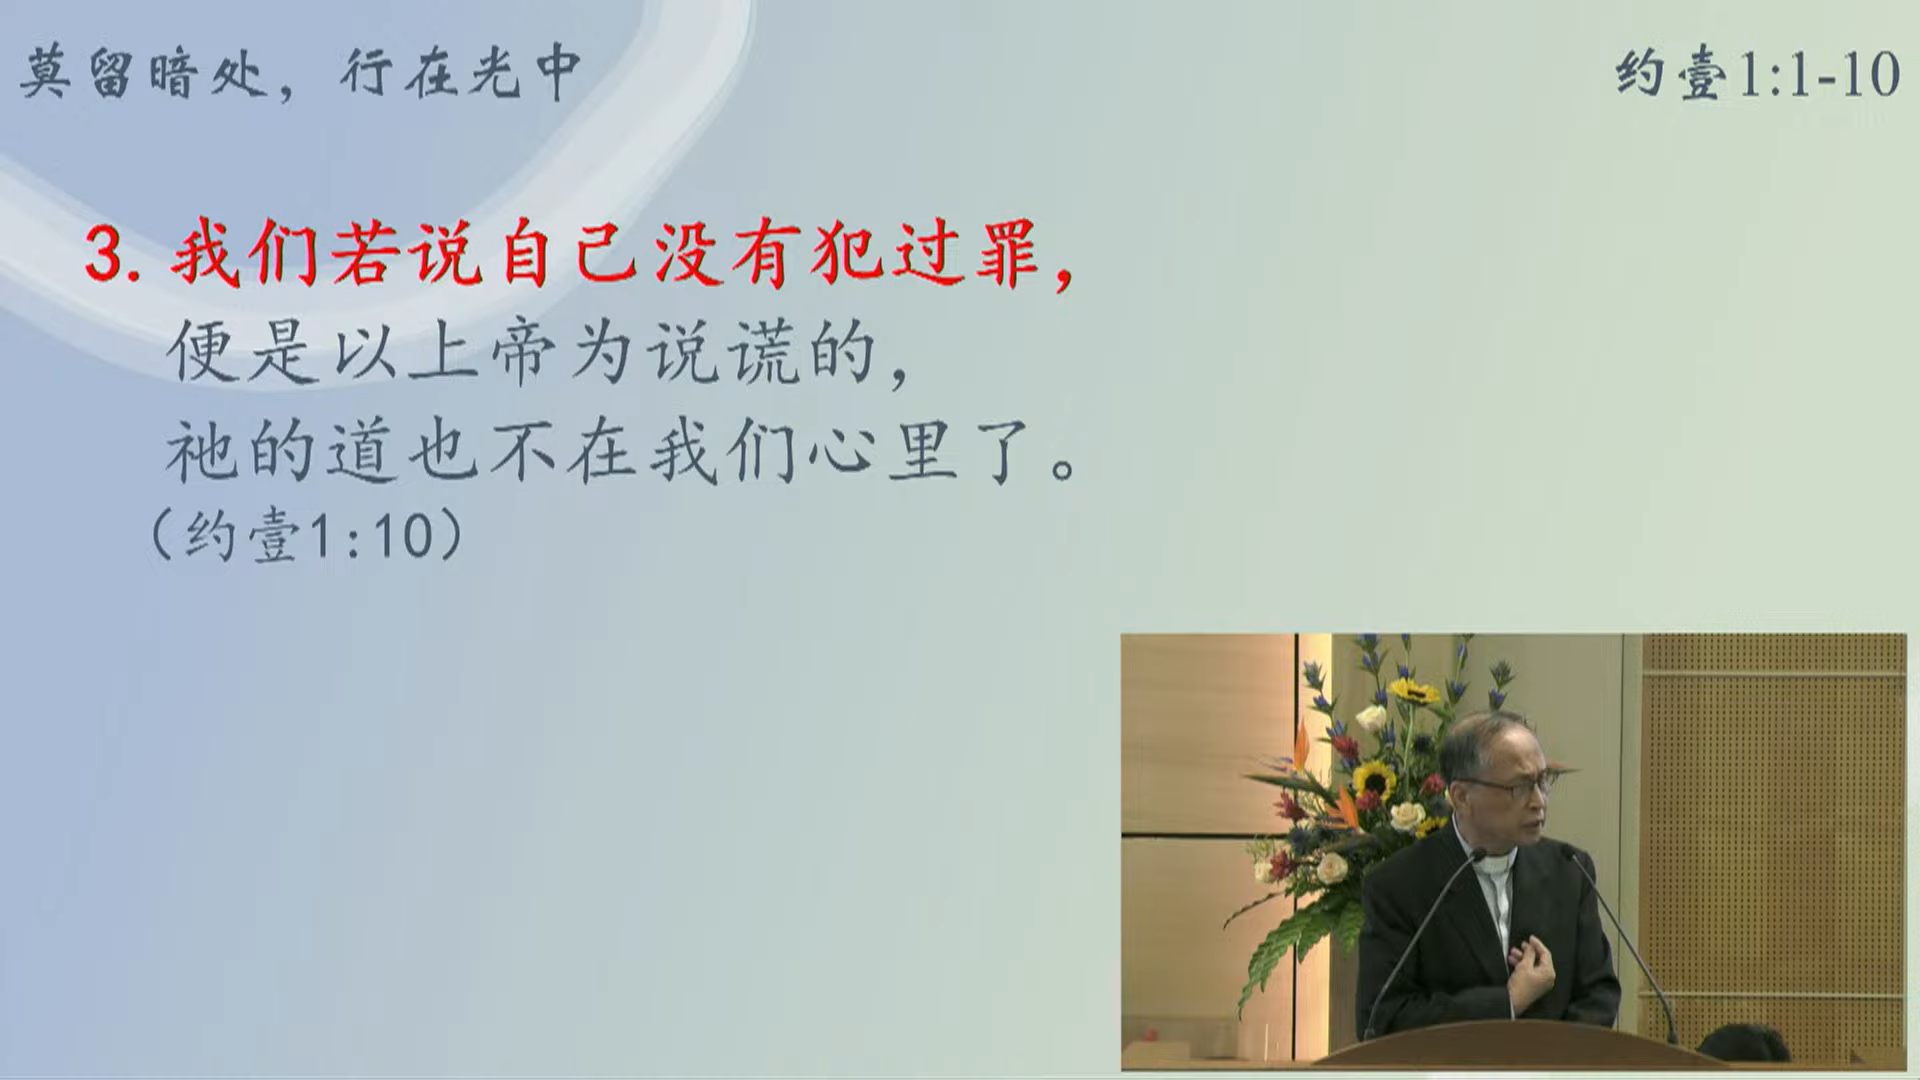 莫留暗处，行在光中
约壹1:1-10
3. 我们若说自己没有犯过罪，
便是以上帝为说谎的，
祂的道也不在我们心里了。
（约壹1:10）